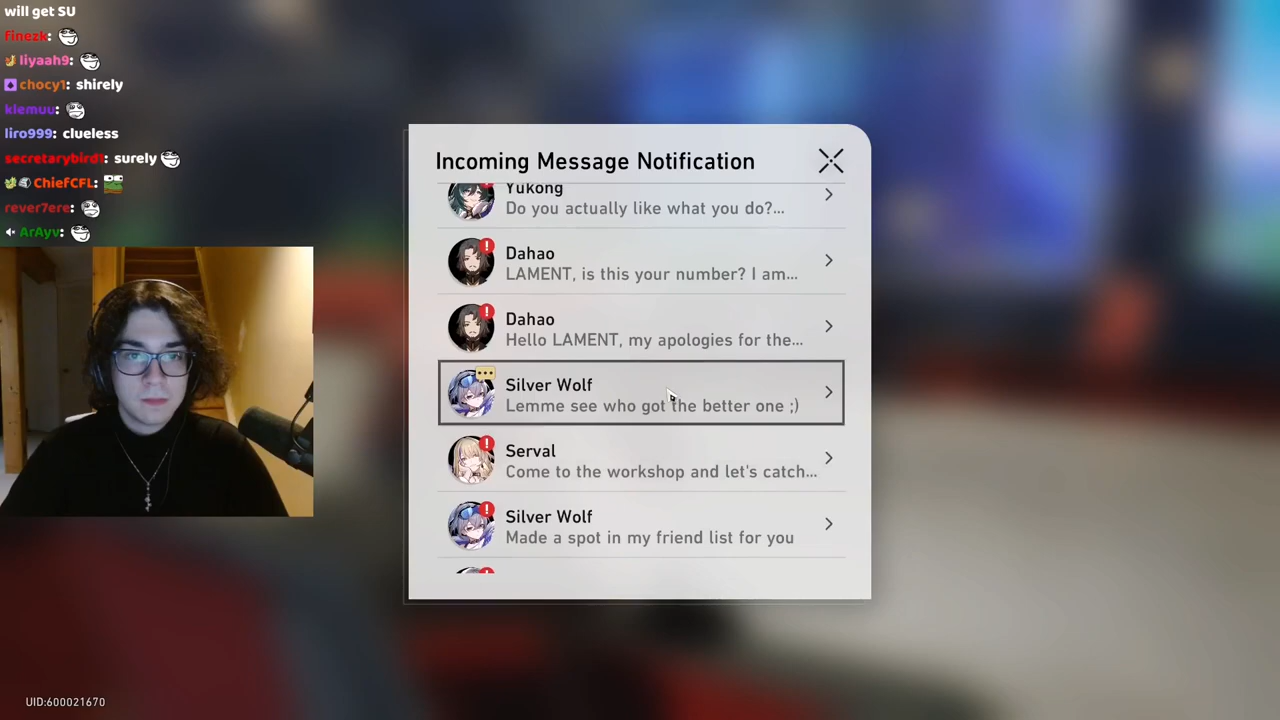 will get SU
finezk:
liyaah9:
chocy1: shirely
klemuu:
liro999: clueless
secretarybird1: surely
ChiefCFL:
rever7ere:
ArAyv:
Incoming Message Notification
Yukong
Do you actually like what you do?...
Dahao
LAMENT, is this your number? I am...
Dahao
Hello LAMENT, my apologies for the...
Silver Wolf
Lemme see who got the better one ;)
Serval
Come to the workshop and let's catch...
Silver Wolf
Made a spot in my friend list for you
UID:600021670